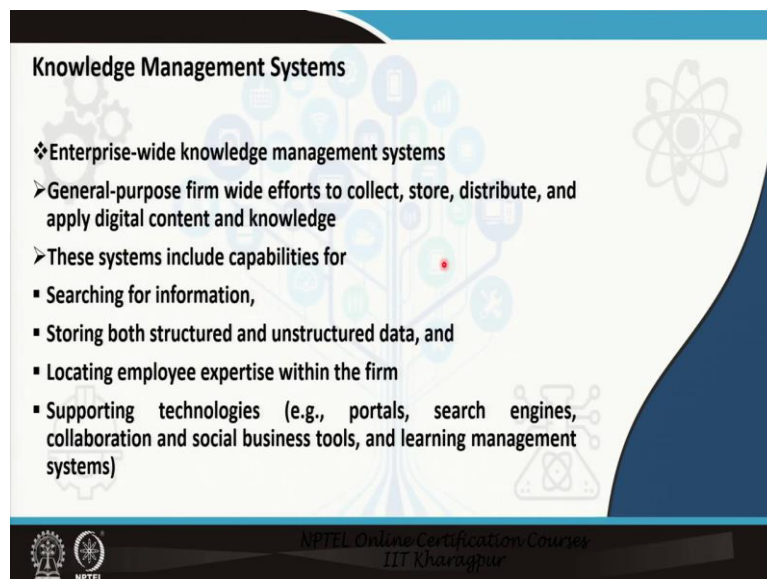 Knowledge Management Systems
❖Enterprise-wide knowledge management systems
➢General-purpose firm wide efforts to collect, store, distribute, and
apply digital content and knowledge
➢These systems include capabilities for
▪ Searching for information,
▪ Storing both structured and unstructured data, and
▪ Locating employee expertise within the firm
▪ Supporting technologies (e.g., portals, search engines,
collaboration and social business tools, and learning management
systems)
NPTEL Online Certification Courses
IIT Kharagpur
NPTEL